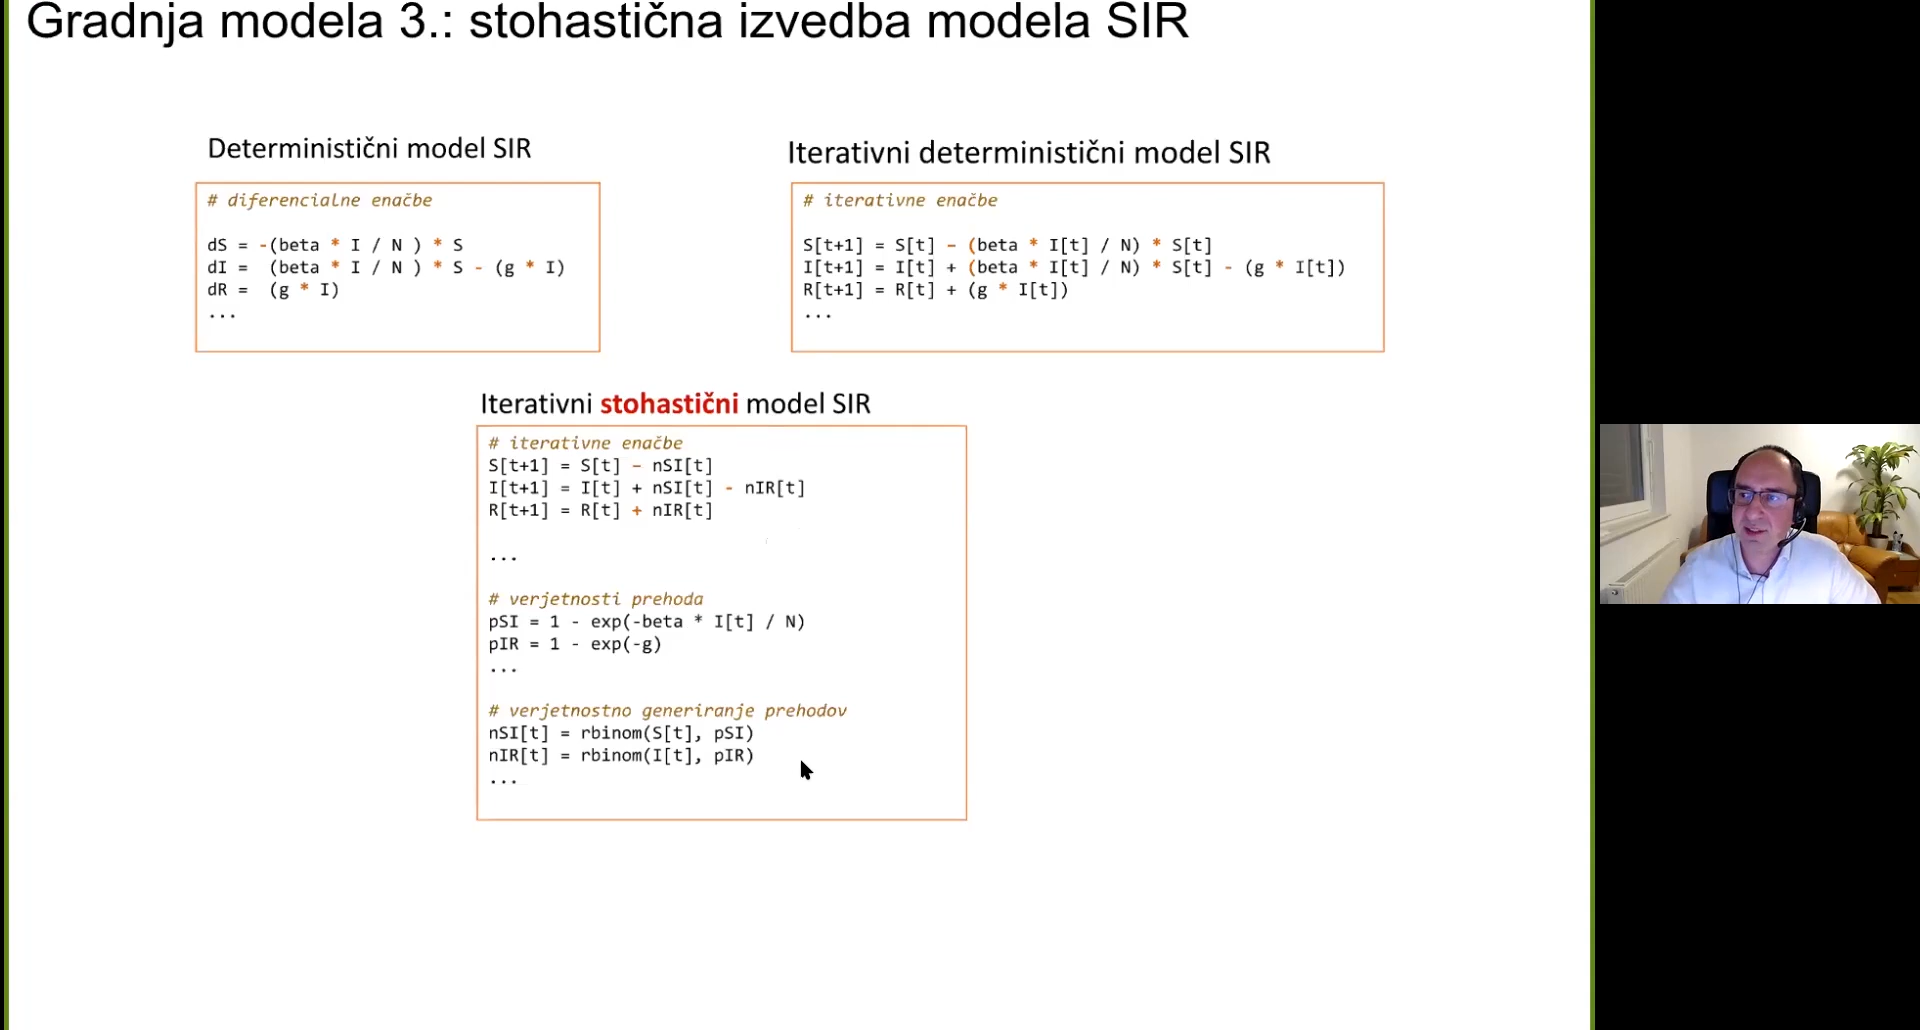 Gradnja modela 3.: stohastična izvedba modela SIR
Deterministični model SIR
# diferencialne enačbe
dS = -(beta * I / N ) * S
dI =  (beta * I / N ) * S - (g * I)
dR =  (g * I)
...
Iterativni deterministični model SIR
# iterativne enačbe
S[t+1] = S[t] – (beta * I[t] / N) * S[t]
I[t+1] = I[t] + (beta * I[t] / N) * S[t] - (g * I[t])
R[t+1] = R[t] + (g * I[t])
...
Iterativni stohastični model SIR
# iterativne enačbe
S[t+1] = S[t] – nSI[t]
I[t+1] = I[t] + nSI[t] - nIR[t]
R[t+1] = R[t] + nIR[t]
...
# verjetnosti prehoda
pSI = 1 - exp(-beta * I[t] / N)
pIR = 1 - exp(-g)
...
# verjetnostno generiranje prehodov
nSI[t] = rbinom(S[t], pSI)
nIR[t] = rbinom(I[t], pIR)
...